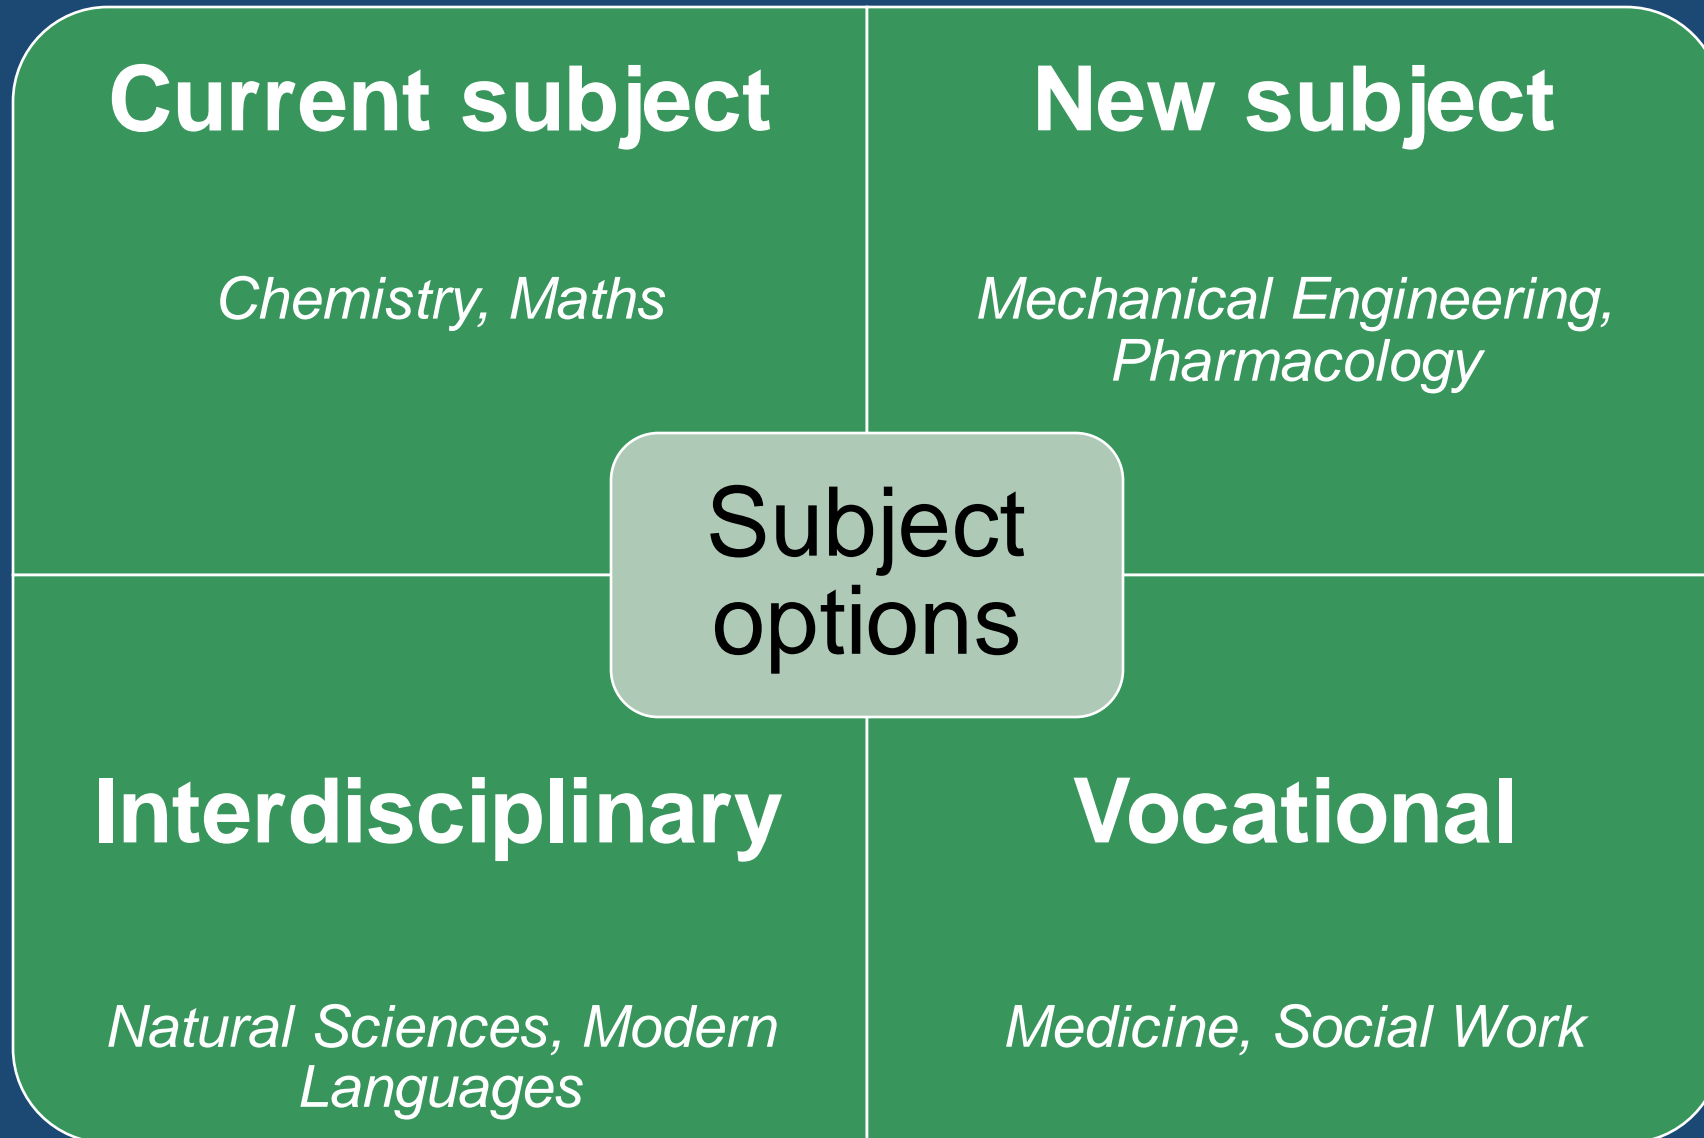 Current subject
Chemistry, Maths
New subject
Mechanical Engineering,
Pharmacology
Subject
options
Interdisciplinary
Natural Sciences, Modern
Languages
Vocational
Medicine, Social Work